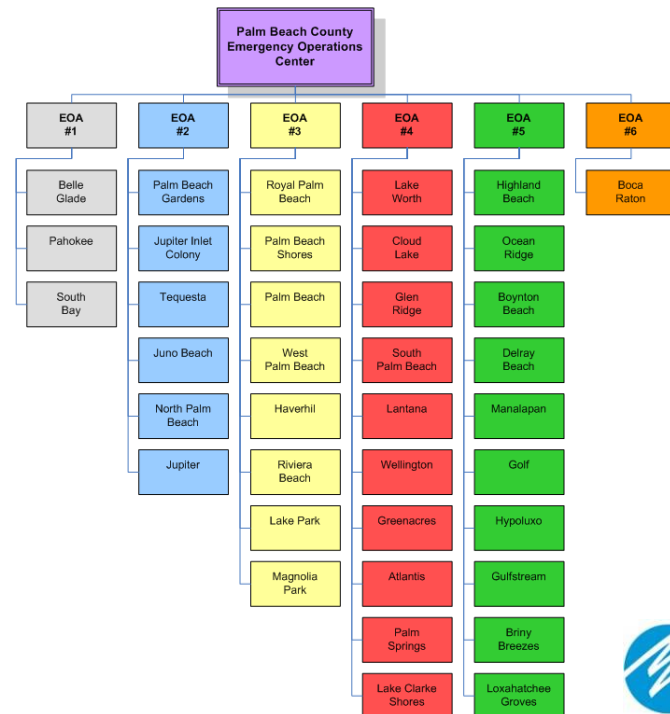 Palm Beach County
Emergency Operations
Center
EOA
#1
EOA
#2
EOA
#3
EOA
#4
EOA
#5
EOA
#6
Belle
Glade
Pahokee
South
Bay
Palm Beach
Gardens
Jupiter Inlet
Colony
Tequesta
Juno Beach
North Palm
Beach
Jupiter
Royal Palm
Beach
Palm Beach
Shores
Palm Beach
West
Palm Beach
Haverhil
Riviera
Beach
Lake Park
Magnolia
Park
Lake
Worth
Cloud
Lake
Glen
Ridge
South
Palm Beach
Lantana
Wellington
Greenacres
Atlantis
Palm
Springs
Lake Clarke
Shores
Highland
Beach
Ocean
Ridge
Boynton
Beach
Delray
Beach
Manalapan
Golf
Hypoluxo
Gulfstream
Briny
Breezes
Loxahatchee
Groves
Boca
Raton